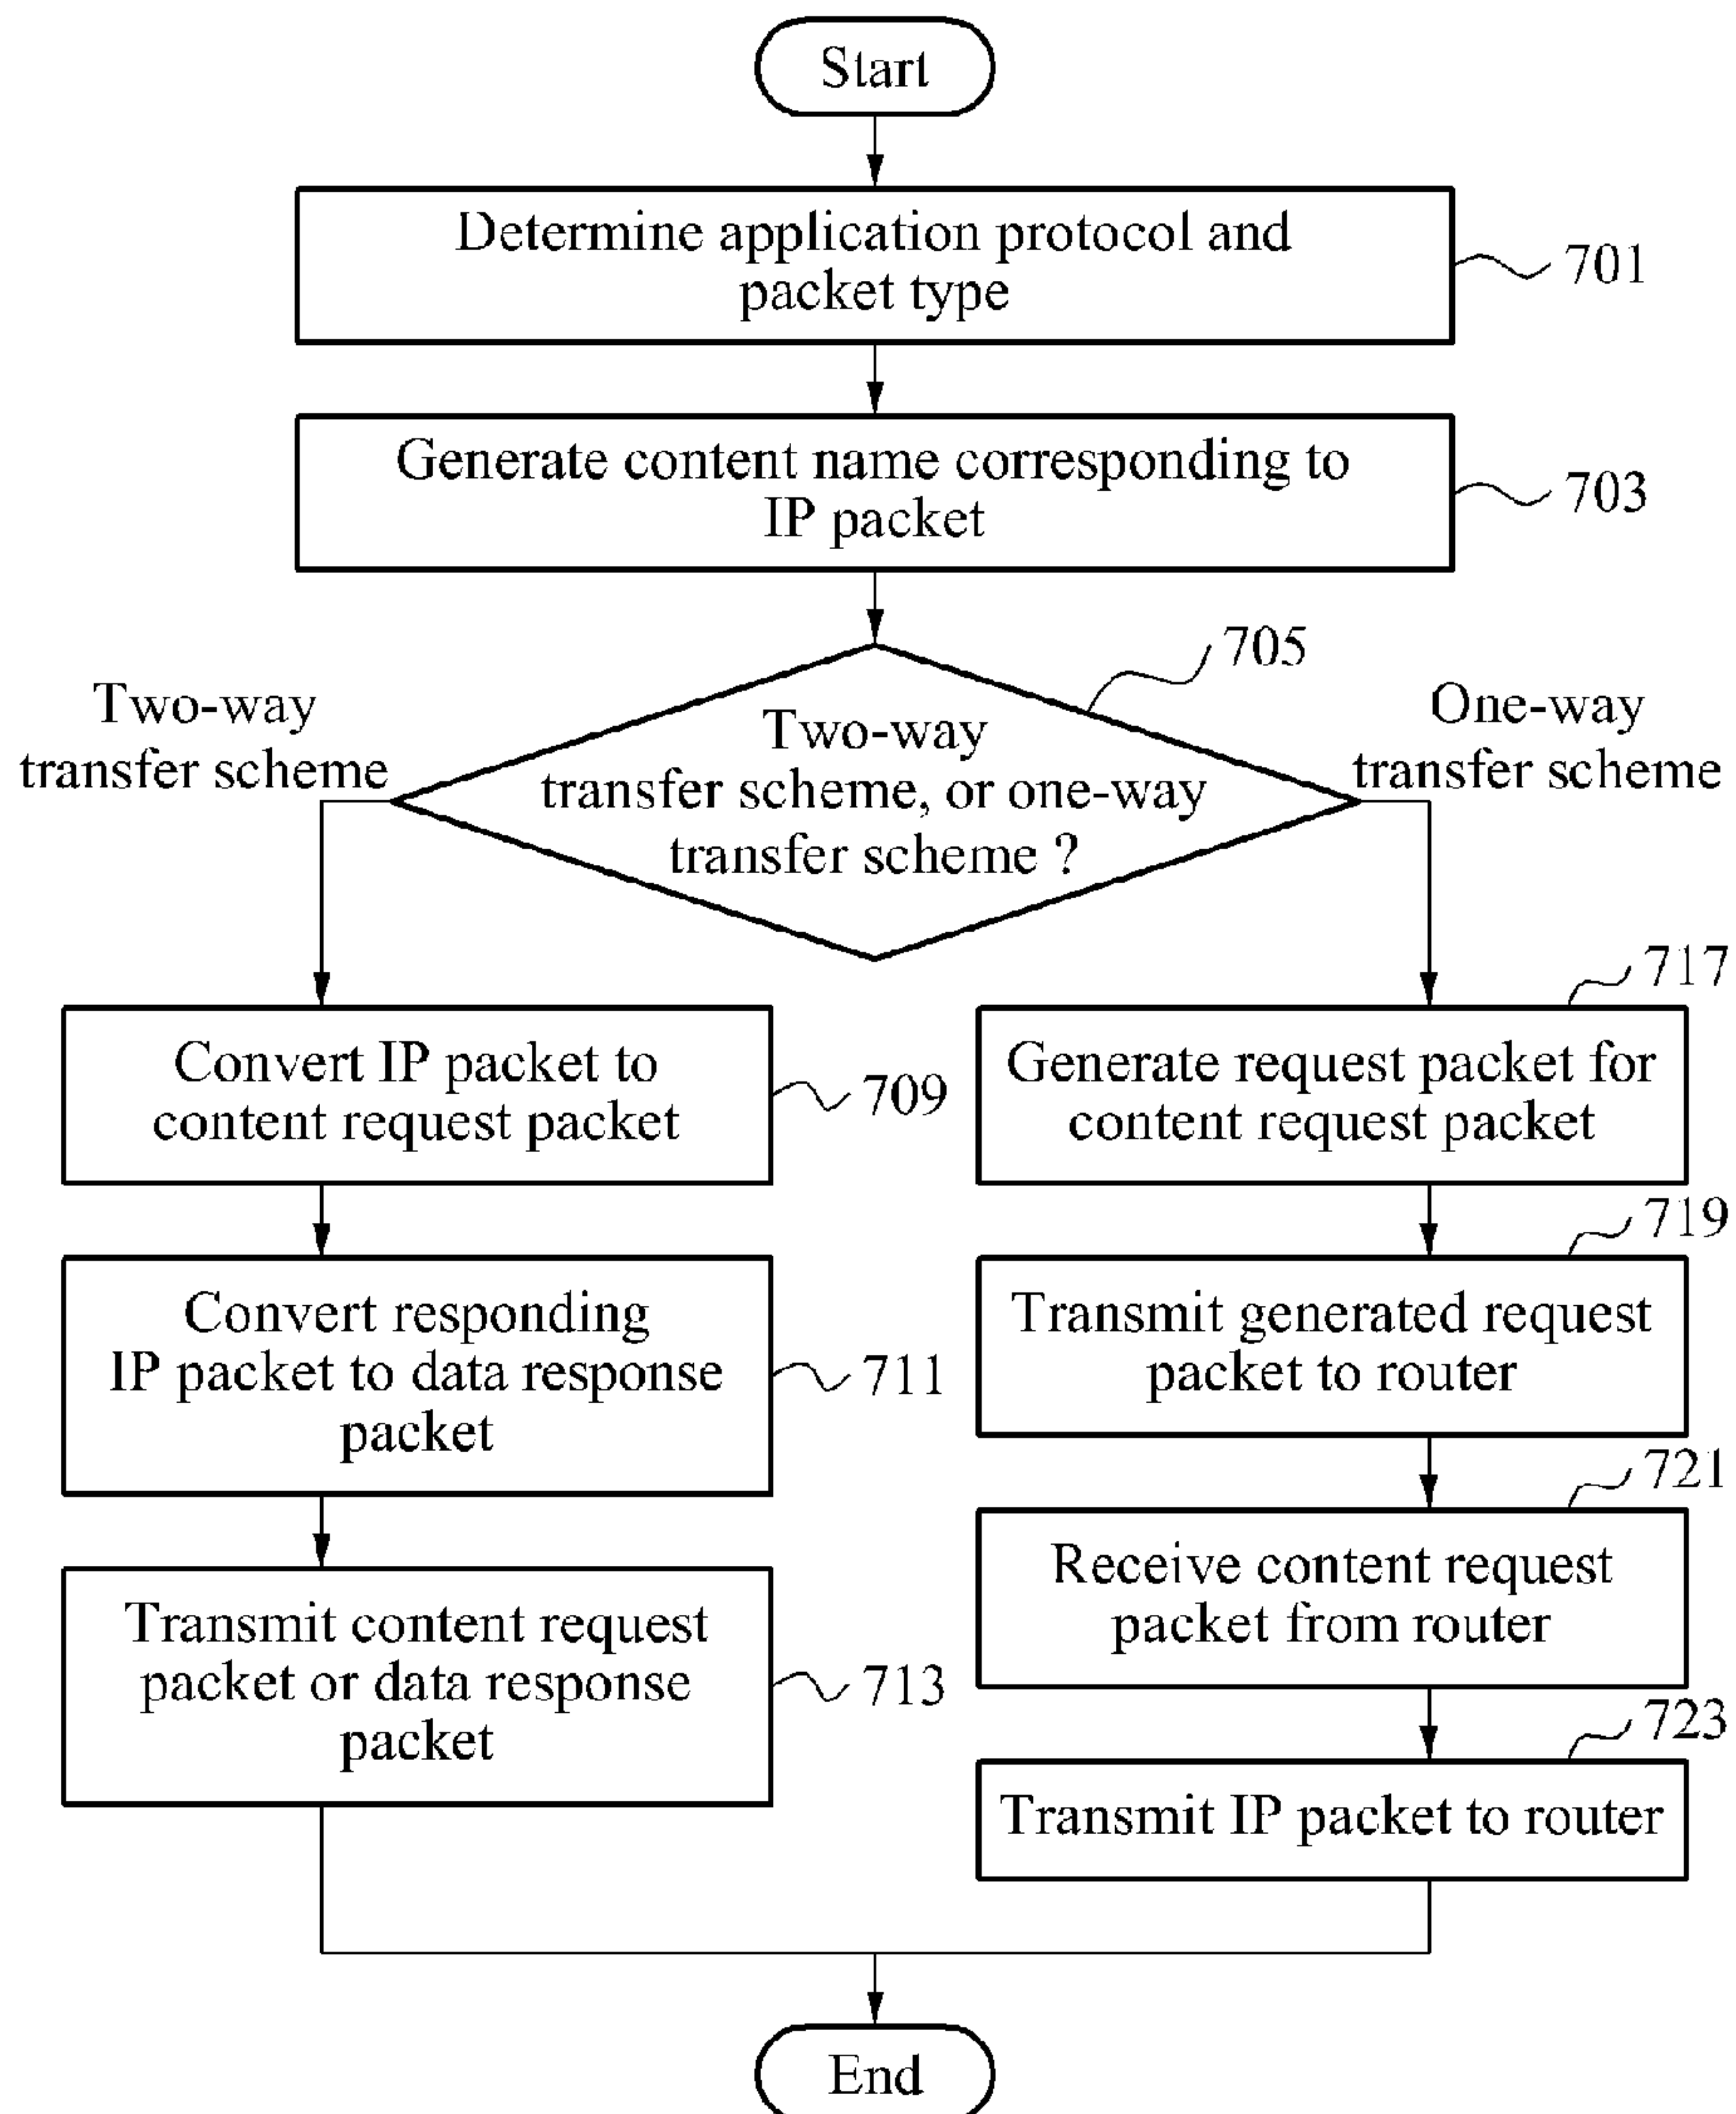 Start
Determine application protocol and
packet type
701
Generate content name corresponding to
IP packet
703
705
Two-way
transfer scheme
Two-way
transfer scheme, or one-way
transfer scheme ?
One-way
transfer scheme
Convert IP packet to
content request packet
709
Convert responding
IP packet to data response
packet
711
Transmit content request
packet or data response
packet
713
717
Generate request packet for
content request packet
719
Transmit generated request
packet to router
721
Receive content request
packet from router
723
Transmit IP packet to router
End